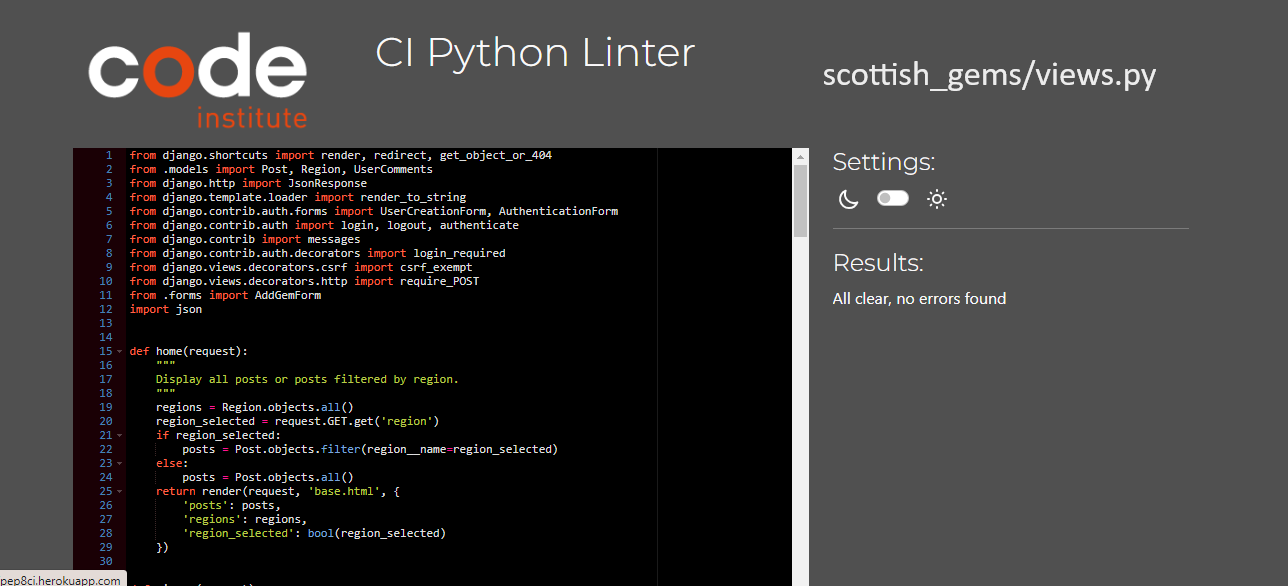 code
institute
CI Python Linter
scottish_gems/views.py
1 from django.shortcuts import render, redirect, get_object_or_404
2 from .models import Post, Region, UserComments
3 from django.http import JsonResponse
4 from django.template.loader import render_to_string
5 from django.contrib.auth.forms import UserCreationForm, AuthenticationForm
6 from django.contrib.auth import login, logout, authenticate
7 from django.contrib import messages
8 from django.contrib.auth.decorators import login_required
9 from django.views.decorators.csrf import csrf_exempt
10 from django.views.decorators.http import require_POST
11 from .forms import AddGemForm
12 import json
13
14
15 def home(request):
16     """
17     Display all posts or posts filtered by region.
18     """
19     regions = Region.objects.all()
20     region_selected = request.GET.get('region')
21     if region_selected:
22         posts = Post.objects.filter(region__name=region_selected)
23     else:
24         posts = Post.objects.all()
25     return render(request, 'base.html', {
26         'posts': posts,
27         'regions': regions,
28         'region_selected': bool(region_selected)
29     })
30
Settings:
Results:
All clear, no errors found
pep8ci.herokuapp.com